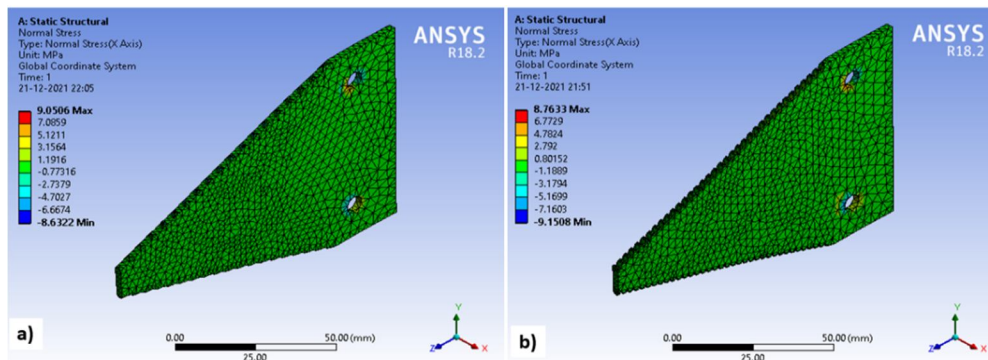 A: Static Structural
Normal Stress
Type: Normal Stress(X Axis)
Unit: MPa
Global Coordinate System
Time: 1
21-12-2021 22:05
9.0506 Max
7.0859
5.1211
3.1564
1.1916
-0.77316
-2.7379
-4.7027
-6.6674
-8.6322 Min
ANSYS
R18.2
a)
0.00
50.00 (mm)
25.00
Y
Z
X
A: Static Structural
Normal Stress
Type: Normal Stress(X Axis)
Unit: MPa
Global Coordinate System
Time: 1
21-12-2021 21:51
8.7633 Max
6.7729
4.7824
2.792
0.80152
-1.1889
-3.1794
-5.1699
-7.1603
-9.1508 Min
ANSYS
R18.2
b)
0.00
50.00 (mm)
25.00
Y
Z
X